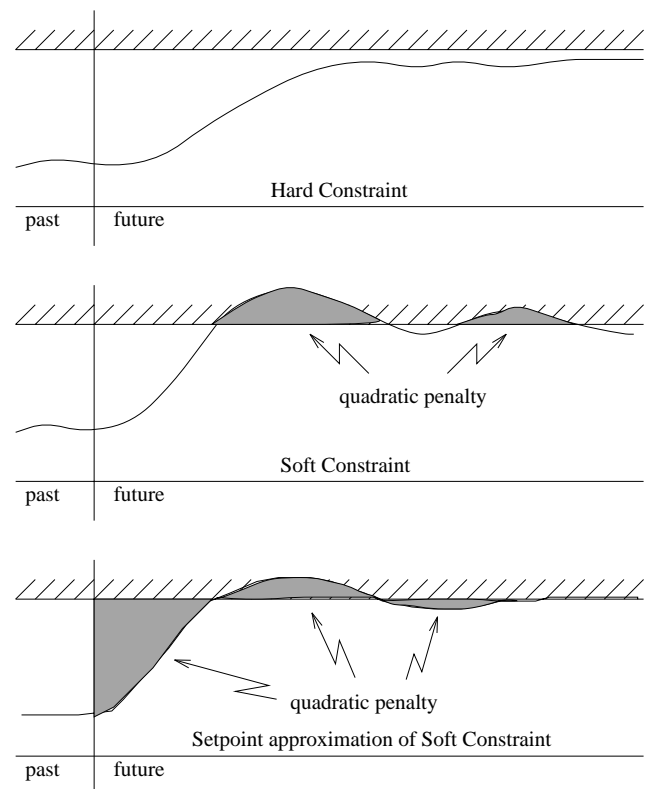 Hard Constraint
past future
quadratic penalty
Soft Constraint
past future
quadratic penalty
Setpoint approximation of Soft Constraint
past future